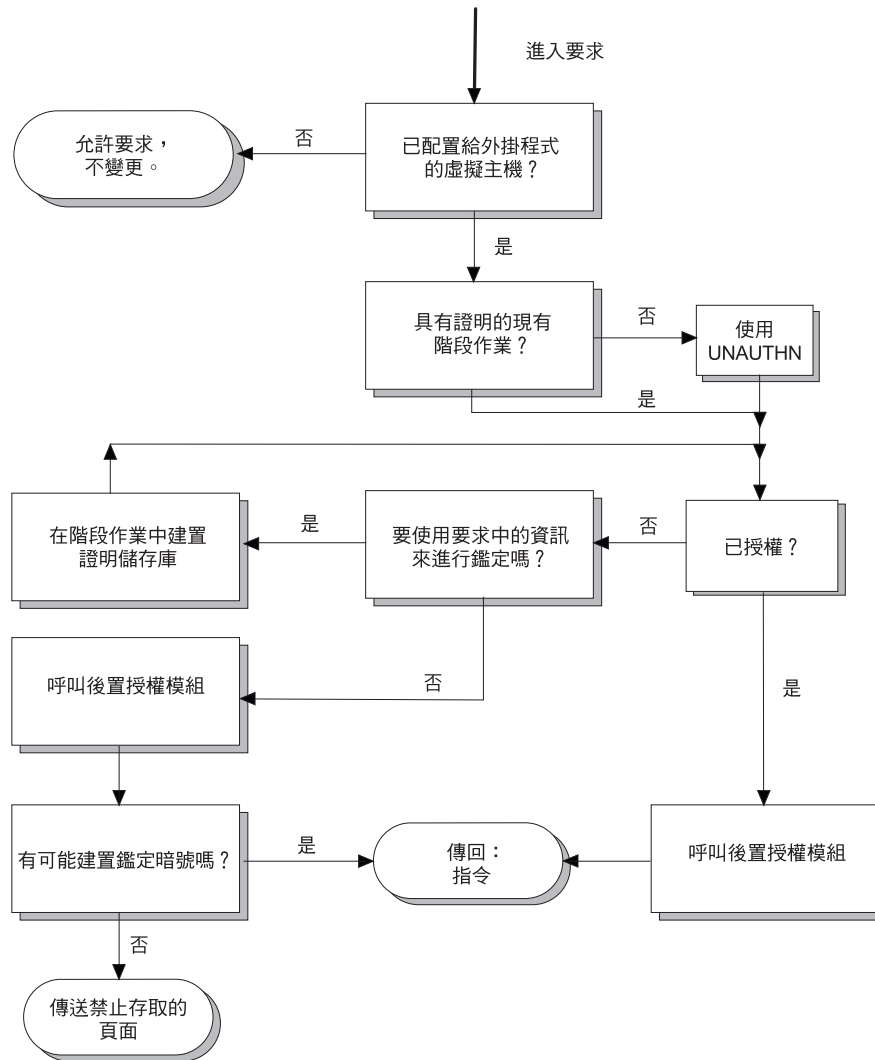 進入要求
已配置給外掛程式
的虛擬主機？
否
允許要求，
不變更。
是
具有證明的現有
階段作業？
否
使用
UNAUTHN
是
已授權？
否
要使用要求中的資訊
來進行鑑定嗎？
是
在階段作業中建置
證明儲存庫
否
呼叫後置授權模組
是
有可能建置鑑定暗號嗎？
是
傳回：
指令
呼叫後置授權模組
否
傳送禁止存取的
頁面